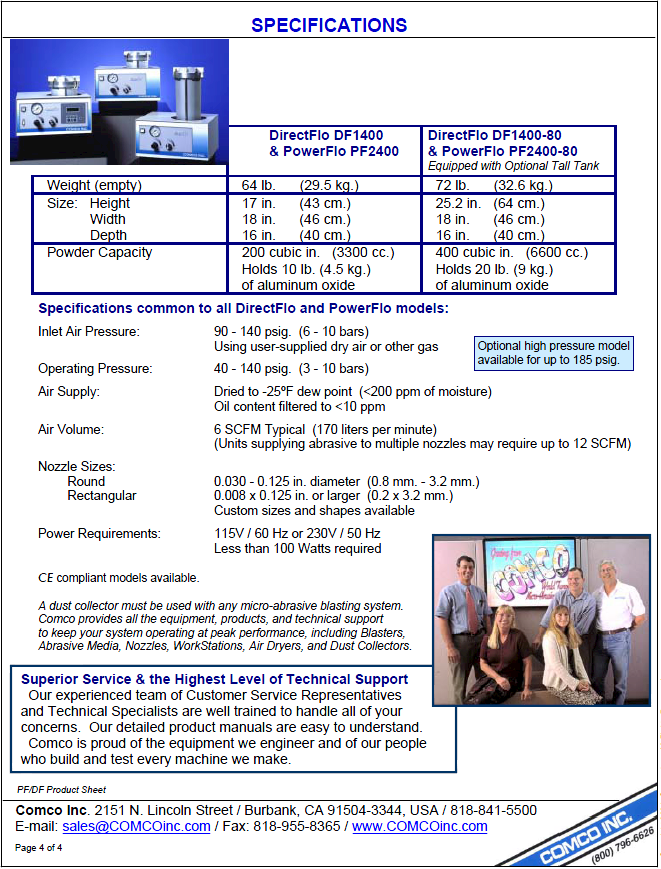 SPECIFICATIONS
DirectFlo DF1400
& PowerFlo PF2400
DirectFlo DF1400-80
& PowerFlo PF2400-80
Equipped with Optional Tall Tank
Weight (empty) 64 lb. (29.5 kg.) 72 lb. (32.6 kg.)
Size: Height 17 in. (43 cm.) 25.2 in. (64 cm.)
Width 18 in. (46 cm.) 18 in. (46 cm.)
Depth 16 in. (40 cm.) 16 in. (40 cm.)
Powder Capacity 200 cubic in. (3300 cc.) 400 cubic in. (6600 cc.)
Holds 10 lb. (4.5 kg.) Holds 20 lb. (9 kg.)
of aluminum oxide of aluminum oxide
Specifications common to all DirectFlo and PowerFlo models:
Inlet Air Pressure: 90 - 140 psig. (6 - 10 bars)
Using user-supplied dry air or other gas
Optional high pressure model
available for up to 185 psig.
Operating Pressure: 40 - 140 psig. (3 - 10 bars)
Air Supply: Dried to -25ºF dew point (<200 ppm of moisture)
Oil content filtered to <10 ppm
Air Volume: 6 SCFM Typical (170 liters per minute)
(Units supplying abrasive to multiple nozzles may require up to 12 SCFM)
Nozzle Sizes:
Round 0.030 - 0.125 in. diameter (0.8 mm. - 3.2 mm.)
Rectangular 0.008 x 0.125 in. or larger (0.2 x 3.2 mm.)
Custom sizes and shapes available
Power Requirements: 115V / 60 Hz or 230V / 50 Hz
Less than 100 Watts required
CE compliant models available.
A dust collector must be used with any micro-abrasive blasting system.
Comco provides all the equipment, products, and technical support
to keep your system operating at peak performance, including Blasters,
Abrasive Media, Nozzles, WorkStations, Air Dryers, and Dust Collectors.
Greetings from
COMCO
Superior Service & the Highest Level of Technical Support
Our experienced team of Customer Service Representatives
and Technical Specialists are well trained to handle all of your
concerns. Our detailed product manuals are easy to understand.
Comco is proud of the equipment we engineer and of our people
who build and test every machine we make.
PF/DF Product Sheet
Comco Inc. 2151 N. Lincoln Street / Burbank, CA 91504-3344, USA / 818-841-5500
E-mail: sales@COMCOinc.com / Fax: 818-955-8365 / www.COMCOinc.com
Page 4 of 4
COMCO INC.
(800) 796-6626